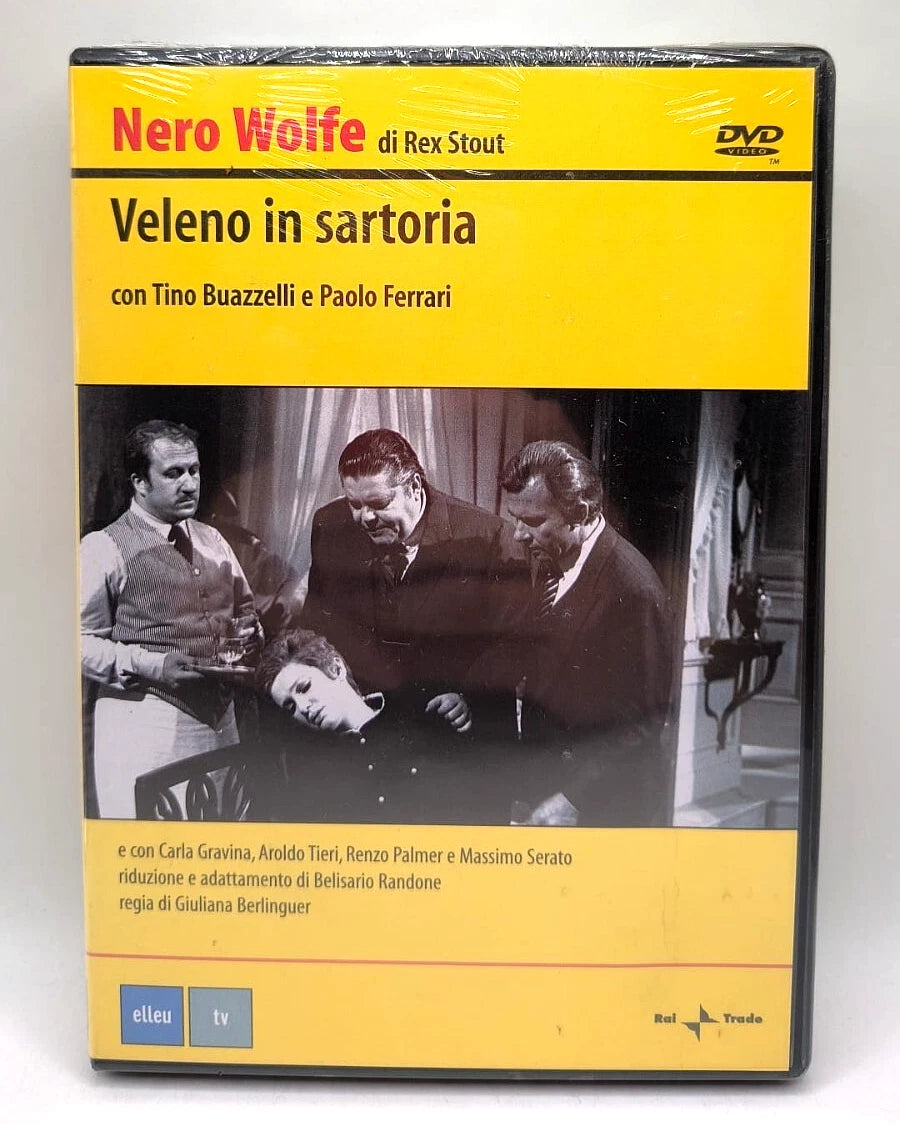 Nero Wolfe di Rex Stout
DVD
VIDEO
TM
Veleno in sartoria
con Tino Buazzelli e Paolo Ferrari
e con Carla Gravina, Aroldo Tieri, Renzo Palmer e Massimo Serato
riduzione e adattamento di Belisario Randone
regia di Giuliana Berlinguer
elleu tv
Rai Trade